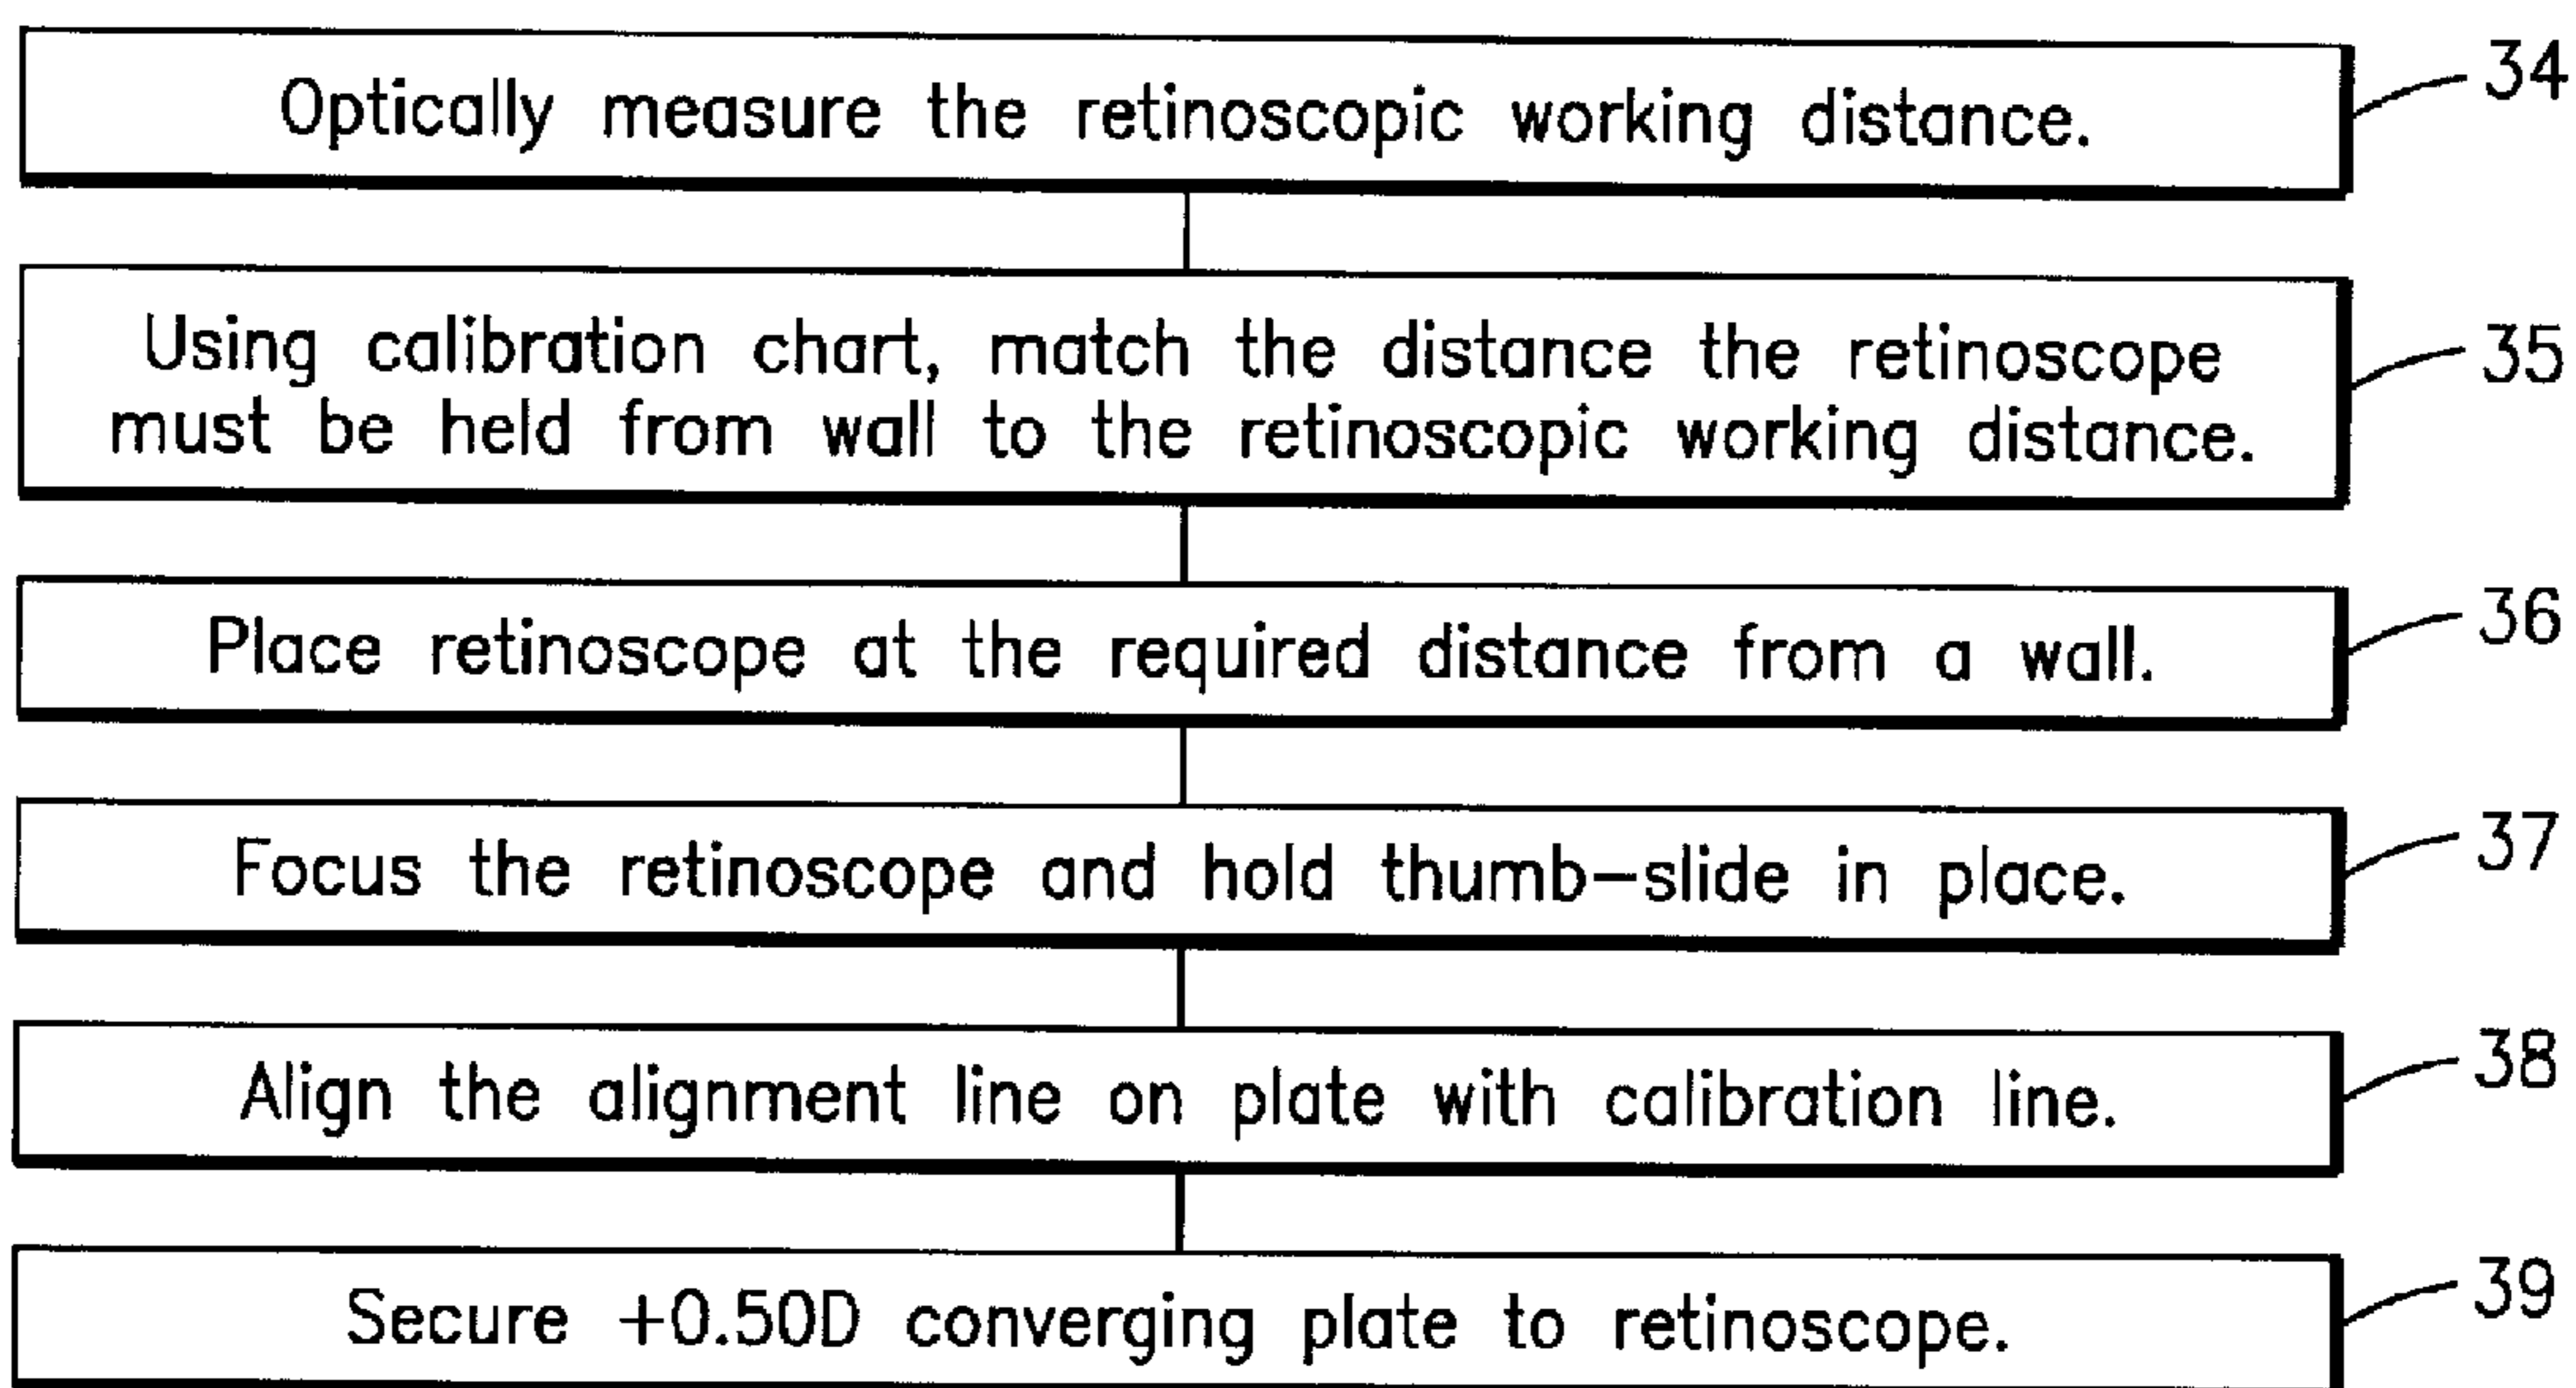 Optically measure the retinoscopic working distance.
34
Using calibration chart, match the distance the retinoscope
must be held from wall to the retinoscopic working distance.
35
Place retinoscope at the required distance from a wall.
36
Focus the retinoscope and hold thumb-slide in place.
37
Align the alignment line on plate with calibration line.
38
Secure +0.50D converging plate to retinoscope.
39